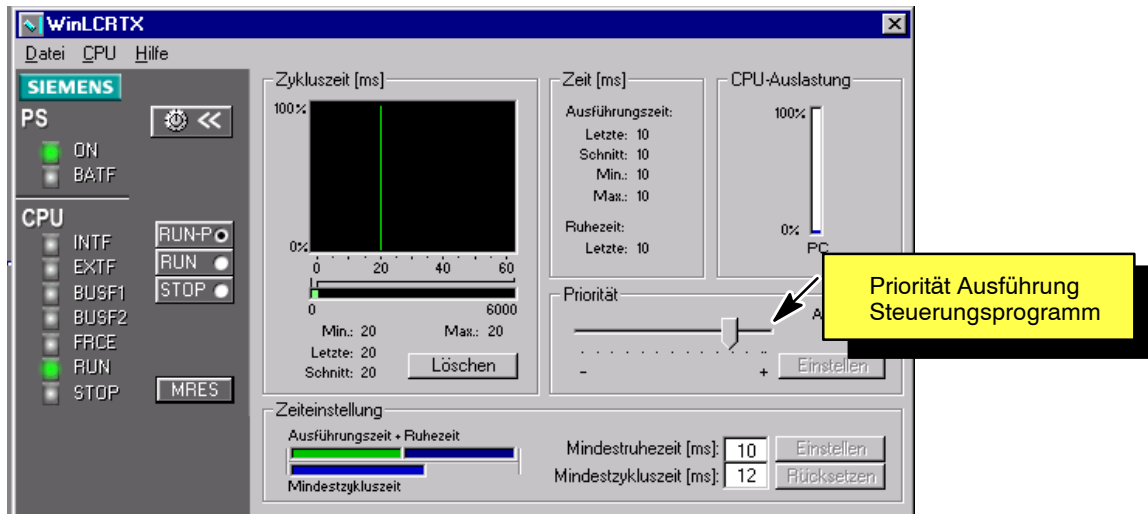 WinLCRTX
Datei CPU Hilfe
SIEMENS
PS
ON
BATF
CPU
INTF
EXTF
BUSF1
BUSF2
FRCE
RUN
STOP
RUN-P
RUN
STOP
MRES
Zykluszeit [ms]
100%
0%
0 20 40 60
0 6000
Min.: 20 Max.: 20
Letzte: 20
Schnitt: 20
Löschen
Zeit [ms]
Ausführungszeit:
Letzte: 10
Schnitt: 10
Min.: 10
Max.: 10
Ruhezeit:
Letzte: 10
CPU-Auslastung
100%
0%
PC
Priorität
- +
A
Einstellen
Priorität Ausführung
Steuerungsprogramm
Zeiteinstellung
Ausführungszeit + Ruhezeit
Mindestzykluszeit
Mindestruhezeit [ms]: 10 Einstellen
Mindestzykluszeit [ms]: 12 Rücksetzen